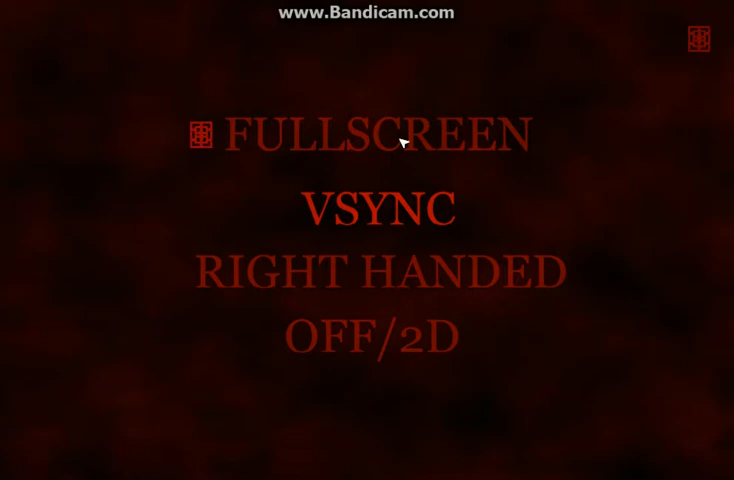 www.Bandicam.com
FULLSCREEN
VSYNC
RIGHT HANDED
OFF/2D